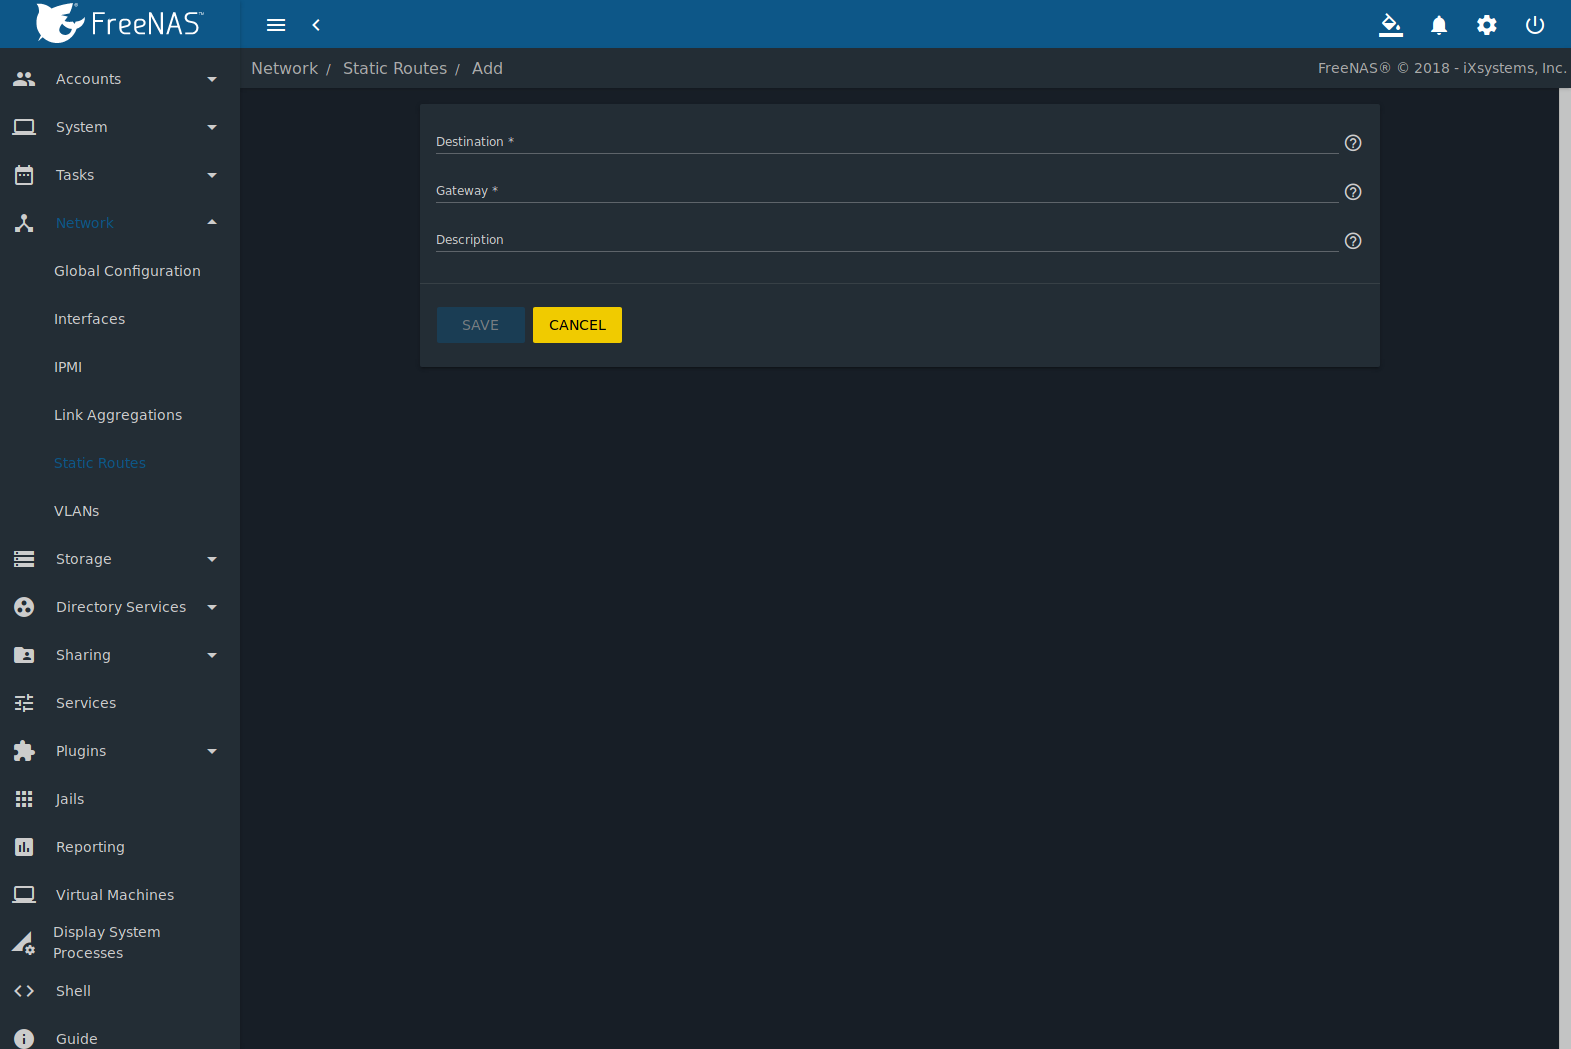 FreeNAS™
Network / Static Routes / Add
FreeNAS® © 2018 - iXsystems, Inc.
Accounts
System
Tasks
Network
Global Configuration
Interfaces
IPMI
Link Aggregations
Static Routes
VLANs
Storage
Directory Services
Sharing
Services
Plugins
Jails
Reporting
Virtual Machines
Display System
Processes
Shell
Guide
Destination *
Gateway *
Description
SAVE CANCEL